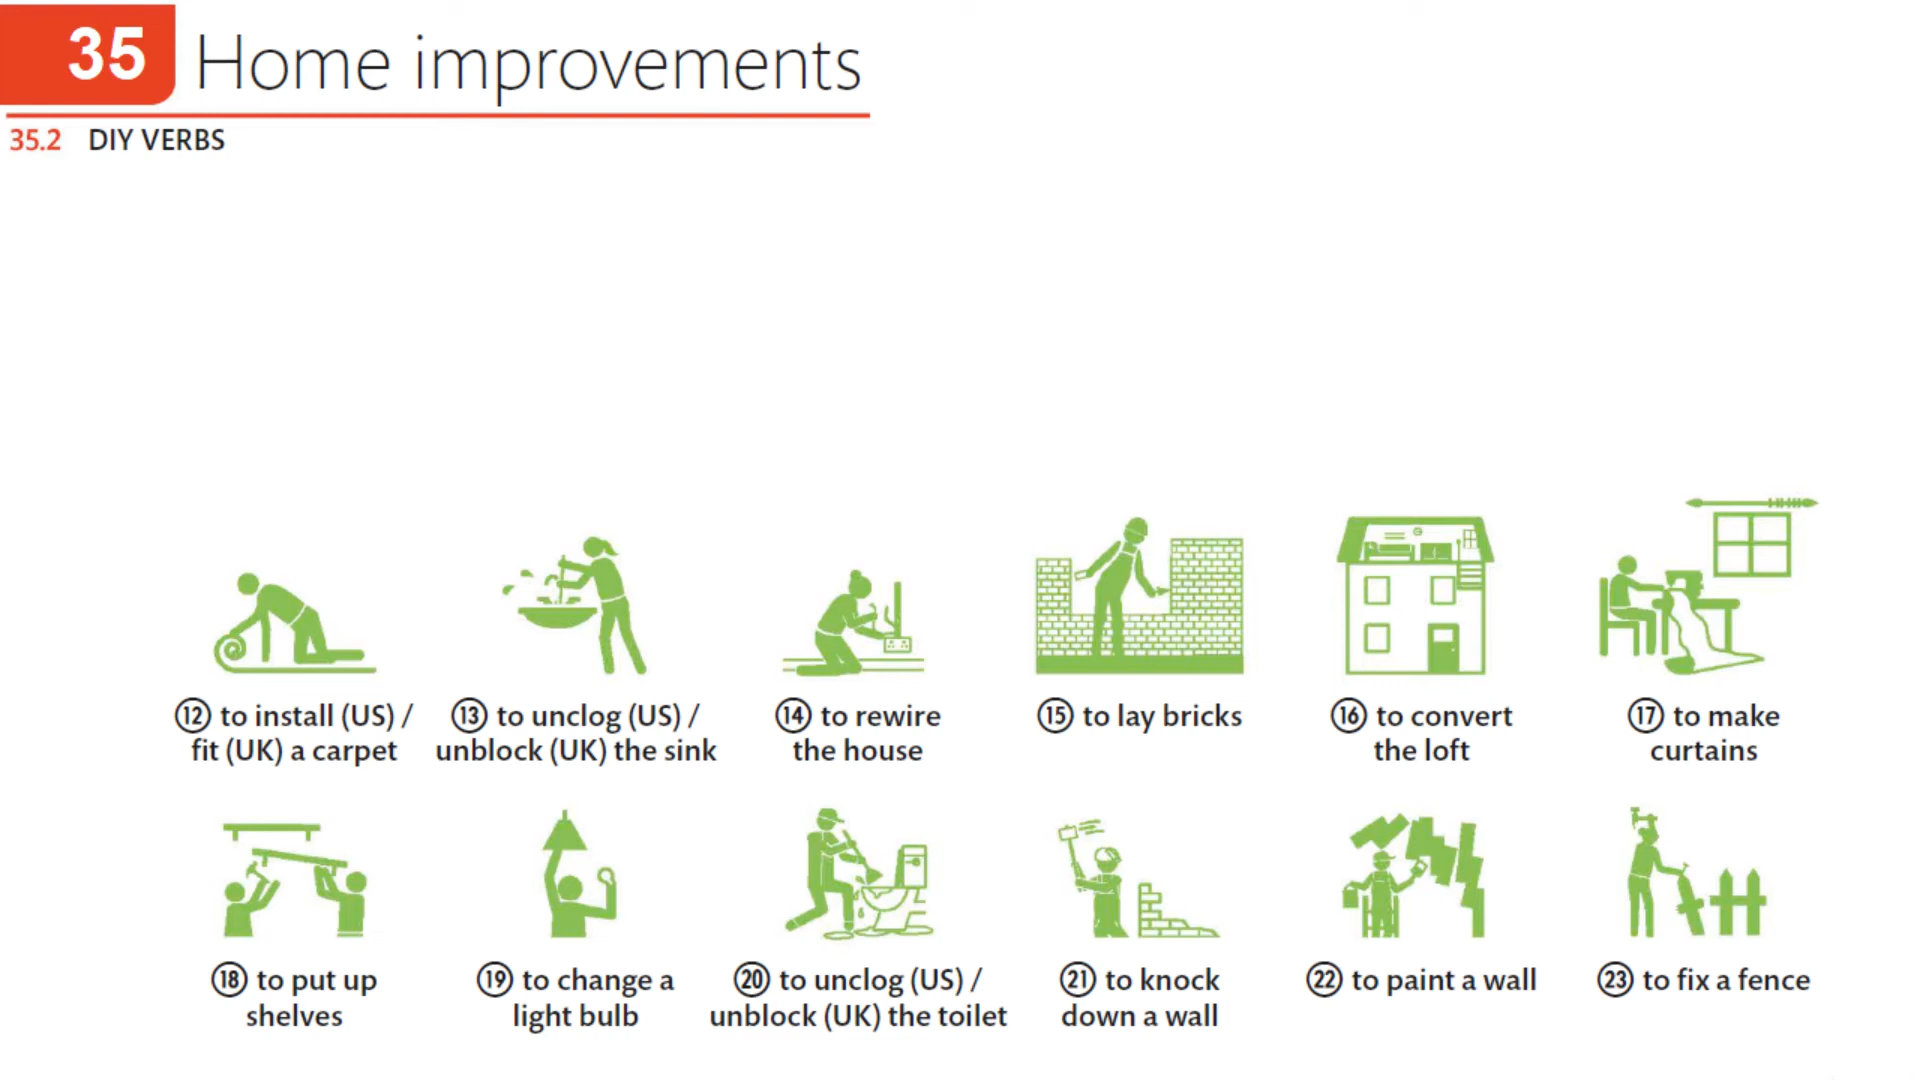 35 Home improvements
35.2 DIY VERBS
⑫ to install (US) /
fit (UK) a carpet
⑬ to unclog (US) /
unblock (UK) the sink
⑭ to rewire
the house
⑮ to lay bricks
⑯ to convert
the loft
⑰ to make
curtains
⑱ to put up
shelves
⑲ to change a
light bulb
⑳ to unclog (US) /
unblock (UK) the toilet
㉑ to knock
down a wall
㉒ to paint a wall
㉓ to fix a fence